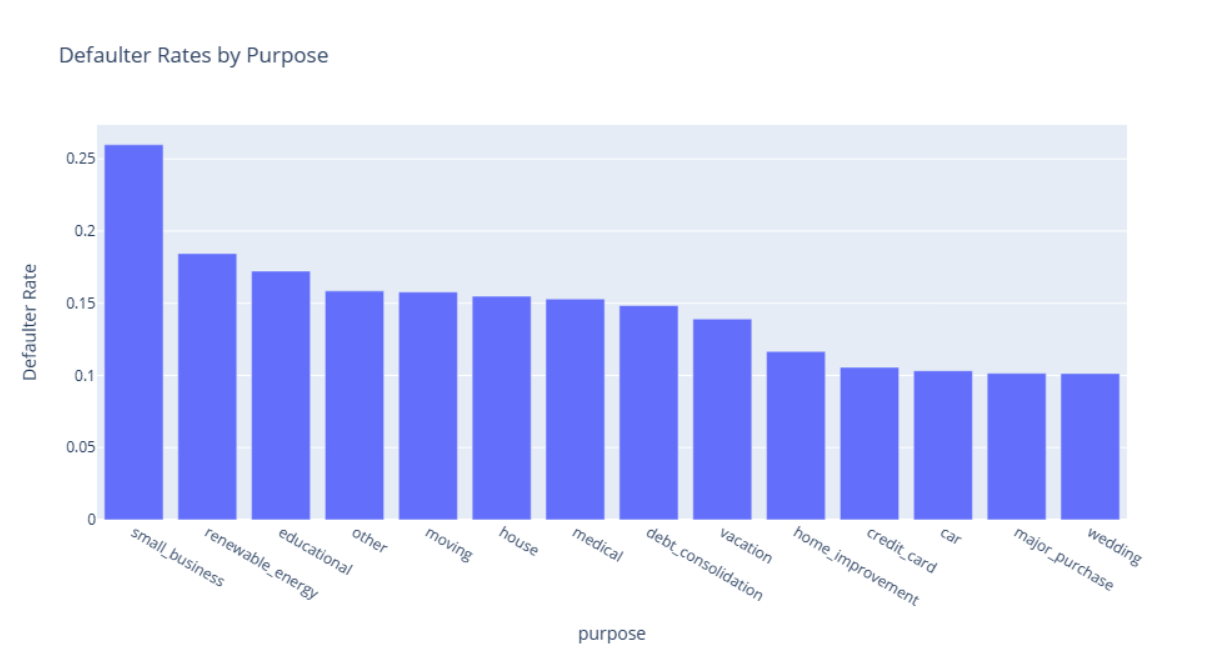 Defaulter Rates by Purpose
Defaulter Rate
0.25
0.2
0.15
0.1
0.05
0
small_business
renewable_energy
educational
other
moving
house
medical
debt_consolidation
vacation
home_improvement
credit_card
car
major_purchase
wedding
purpose